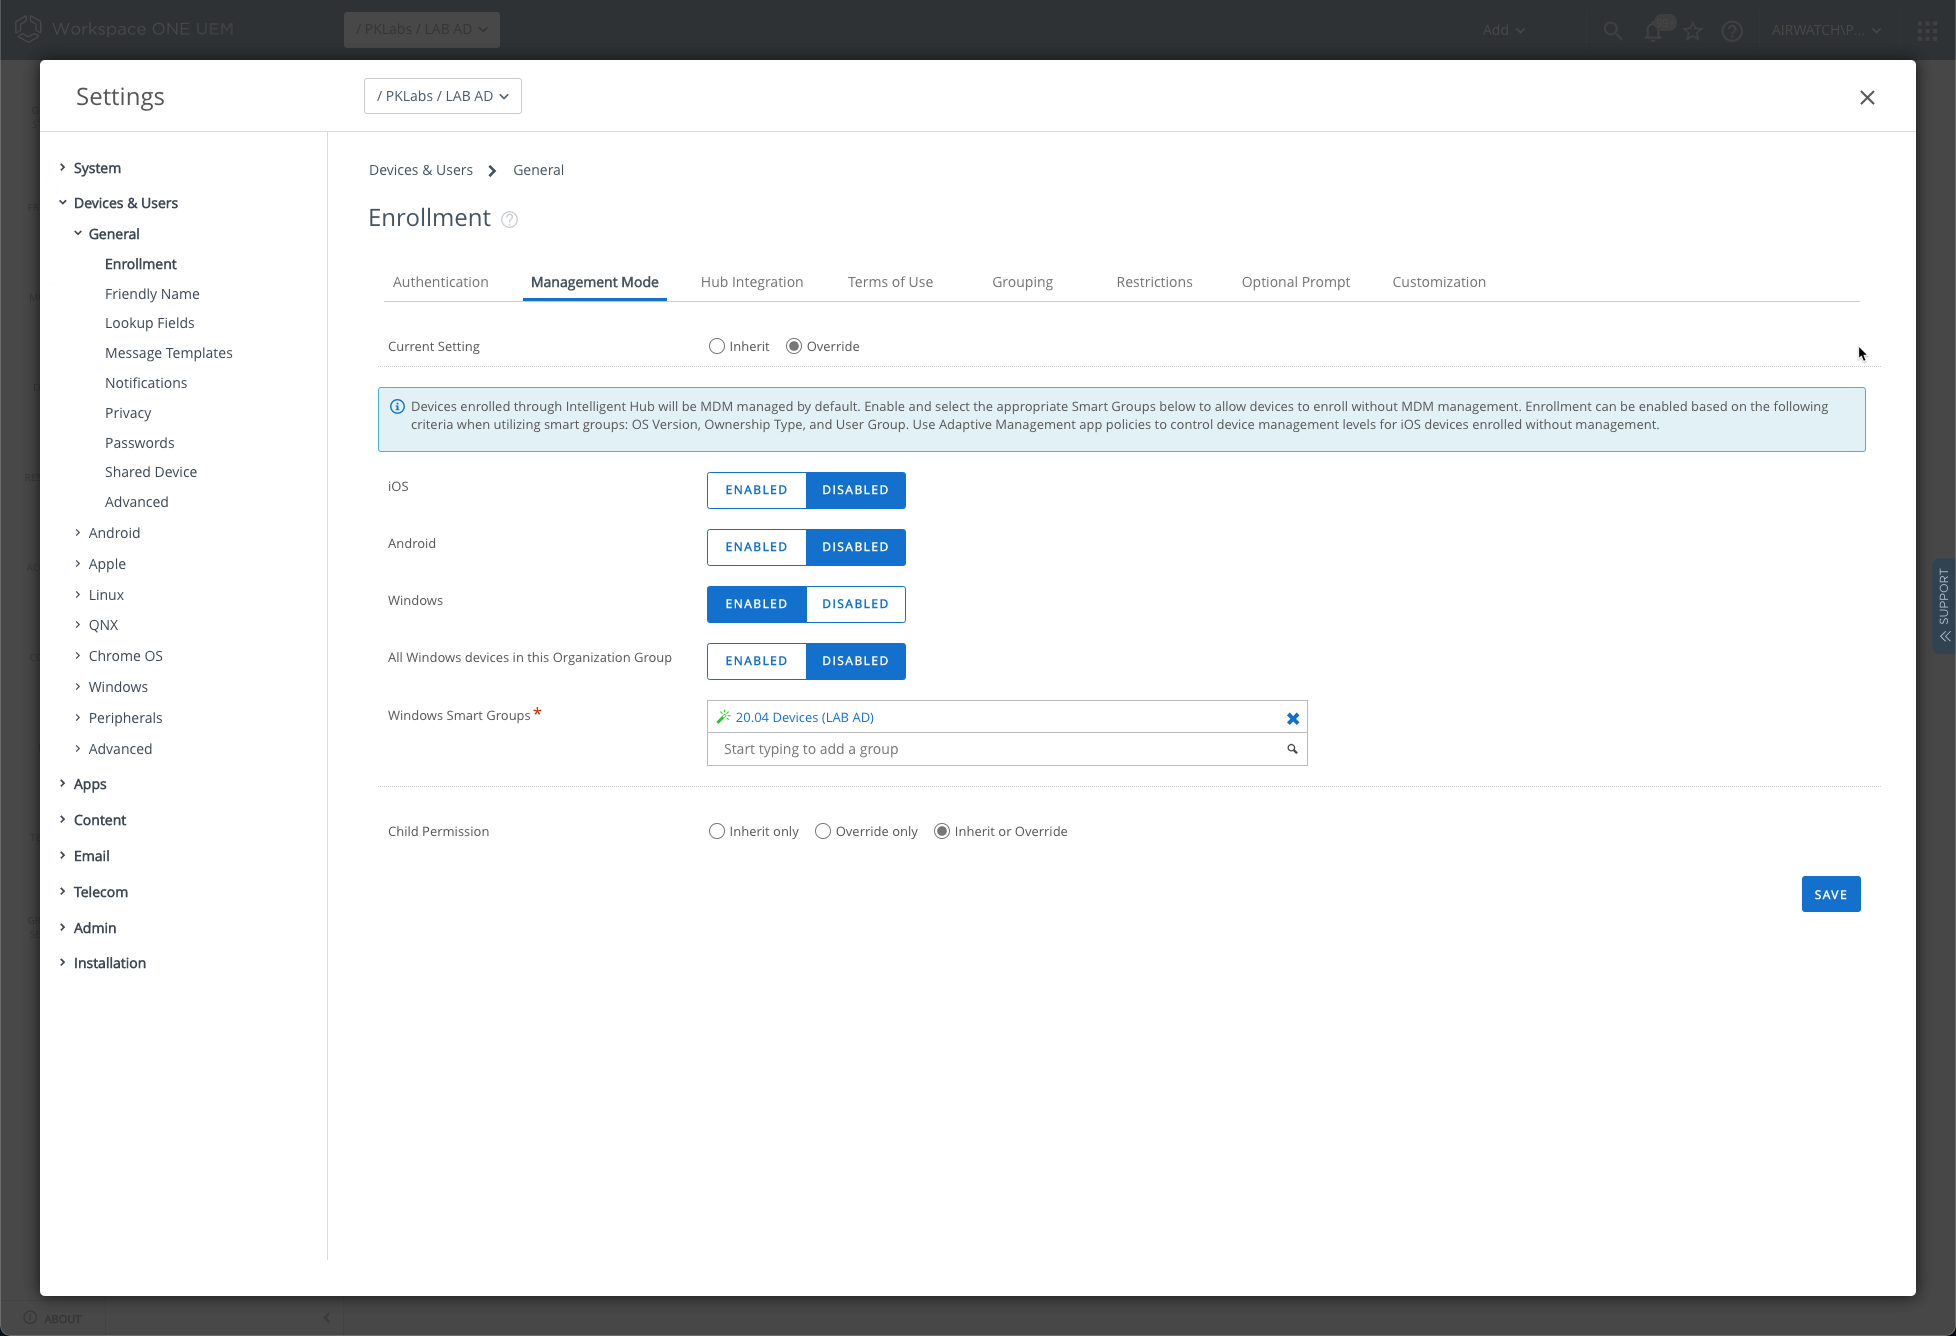 Workspace ONE UEM
/ PKLabs / LAB AD
Add
AIRWATCH\P...
Settings
/ PKLabs / LAB AD
System
Devices & Users
General
Enrollment
Friendly Name
Lookup Fields
Message Templates
Notifications
Privacy
Passwords
Shared Device
Advanced
Android
Apple
Linux
QNX
Chrome OS
Windows
Peripherals
Advanced
Apps
Content
Email
Telecom
Admin
Installation
Devices & Users General
Enrollment
Authentication Management Mode Hub Integration Terms of Use Grouping Restrictions Optional Prompt Customization
Current Setting Inherit Override
Devices enrolled through Intelligent Hub will be MDM managed by default. Enable and select the appropriate Smart Groups below to allow devices to enroll without MDM management. Enrollment can be enabled based on the following
criteria when utilizing smart groups: OS Version, Ownership Type, and User Group. Use Adaptive Management app policies to control device management levels for iOS devices enrolled without management.
iOS ENABLED DISABLED
Android ENABLED DISABLED
Windows ENABLED DISABLED
All Windows devices in this Organization Group ENABLED DISABLED
Windows Smart Groups* 20.04 Devices (LAB AD)
Start typing to add a group
Child Permission Inherit only Override only Inherit or Override
SAVE
SUPPORT
ABOUT